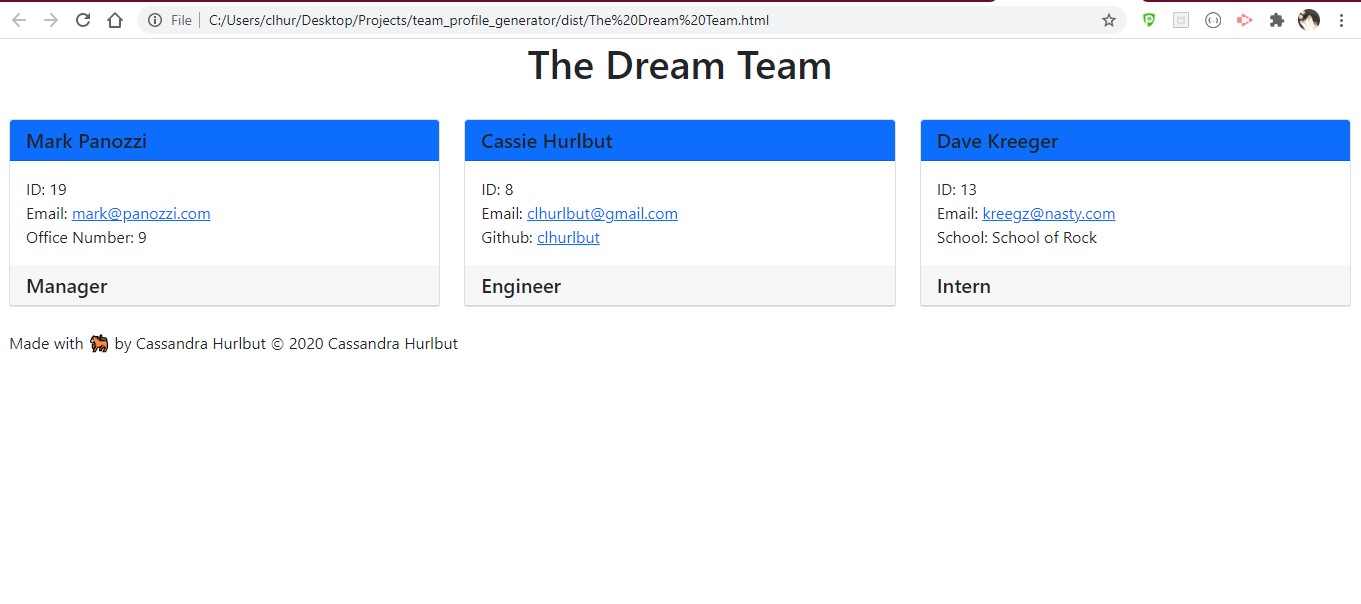 File C:/Users/clhur/Desktop/Projects/team_profile_generator/dist/The%20Dream%20Team.html
The Dream Team
Mark Panozzi
ID: 19
Email: mark@panozzi.com
Office Number: 9
Manager
Cassie Hurlbut
ID: 8
Email: clhurlbut@gmail.com
Github: clhurlbut
Engineer
Dave Kreeger
ID: 13
Email: kreegz@nasty.com
School: School of Rock
Intern
Made with 🐂 by Cassandra Hurlbut © 2020 Cassandra Hurlbut